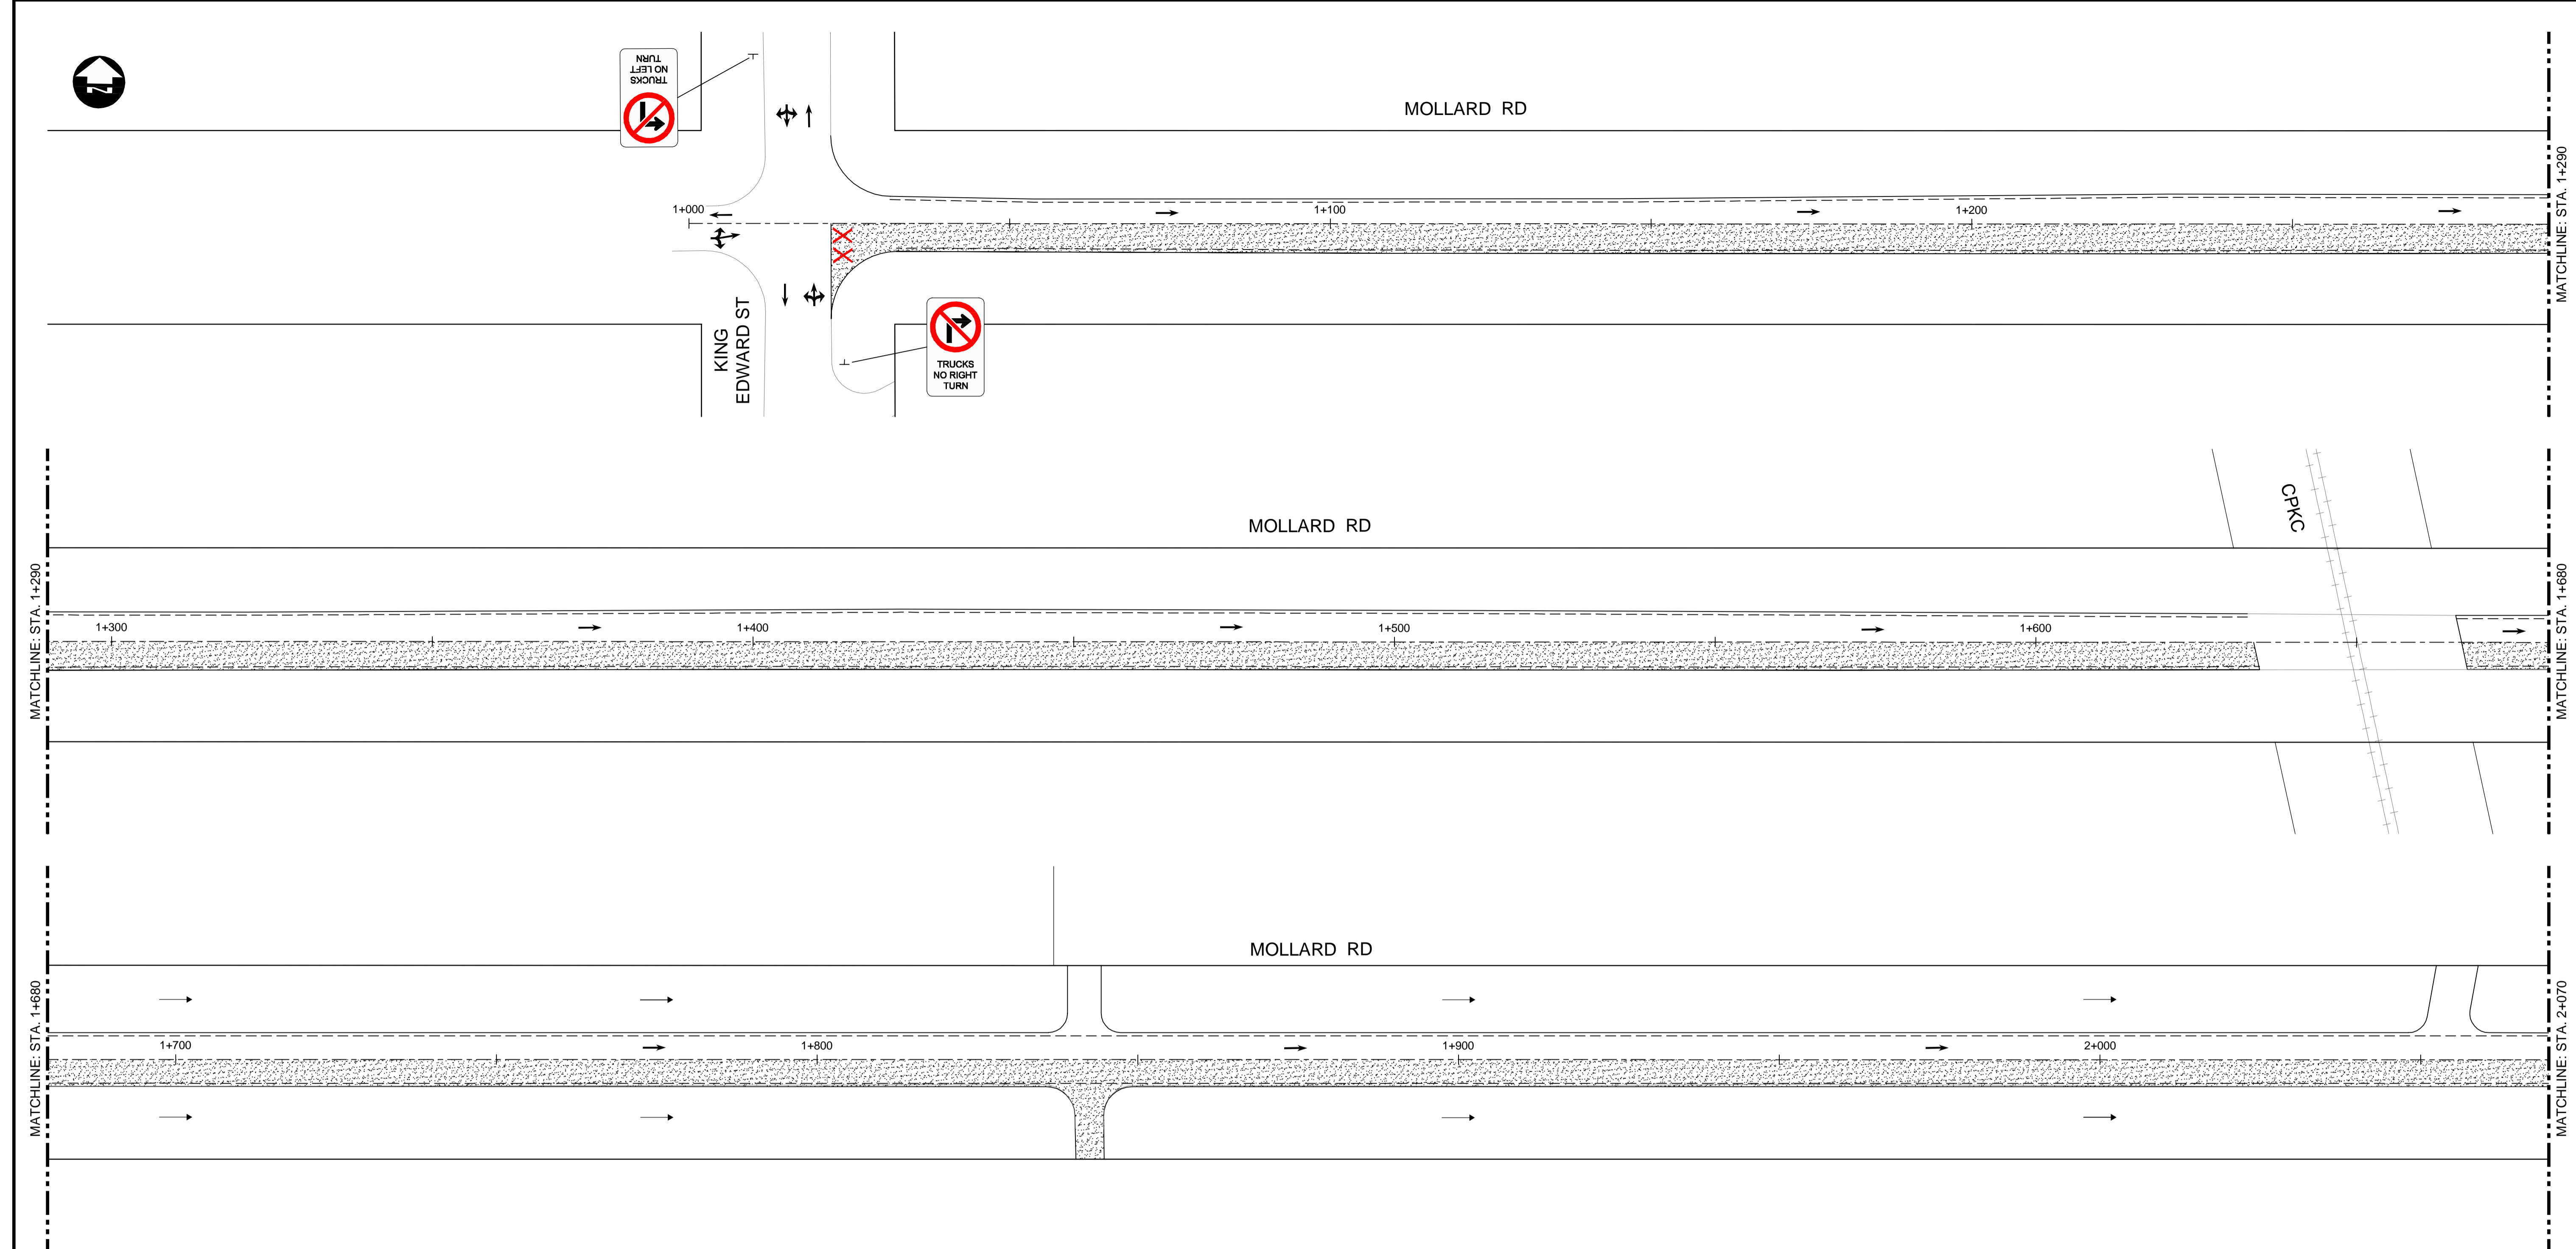 N
TRUCKS
NO LEFT
TURN
MOLLARD RD
1+000
1+100
1+200
MATCHLINE: STA. 1+290
KING
EDWARD ST
TRUCKS
NO RIGHT
TURN
MOLLARD RD
CPKC
MATCHLINE: STA. 1+290
1+300
1+400
1+500
1+600
MATCHLINE: STA. 1+680
MOLLARD RD
MATCHLINE: STA. 1+680
1+700
1+800
1+900
2+000
MATCHLINE: STA. 2+070